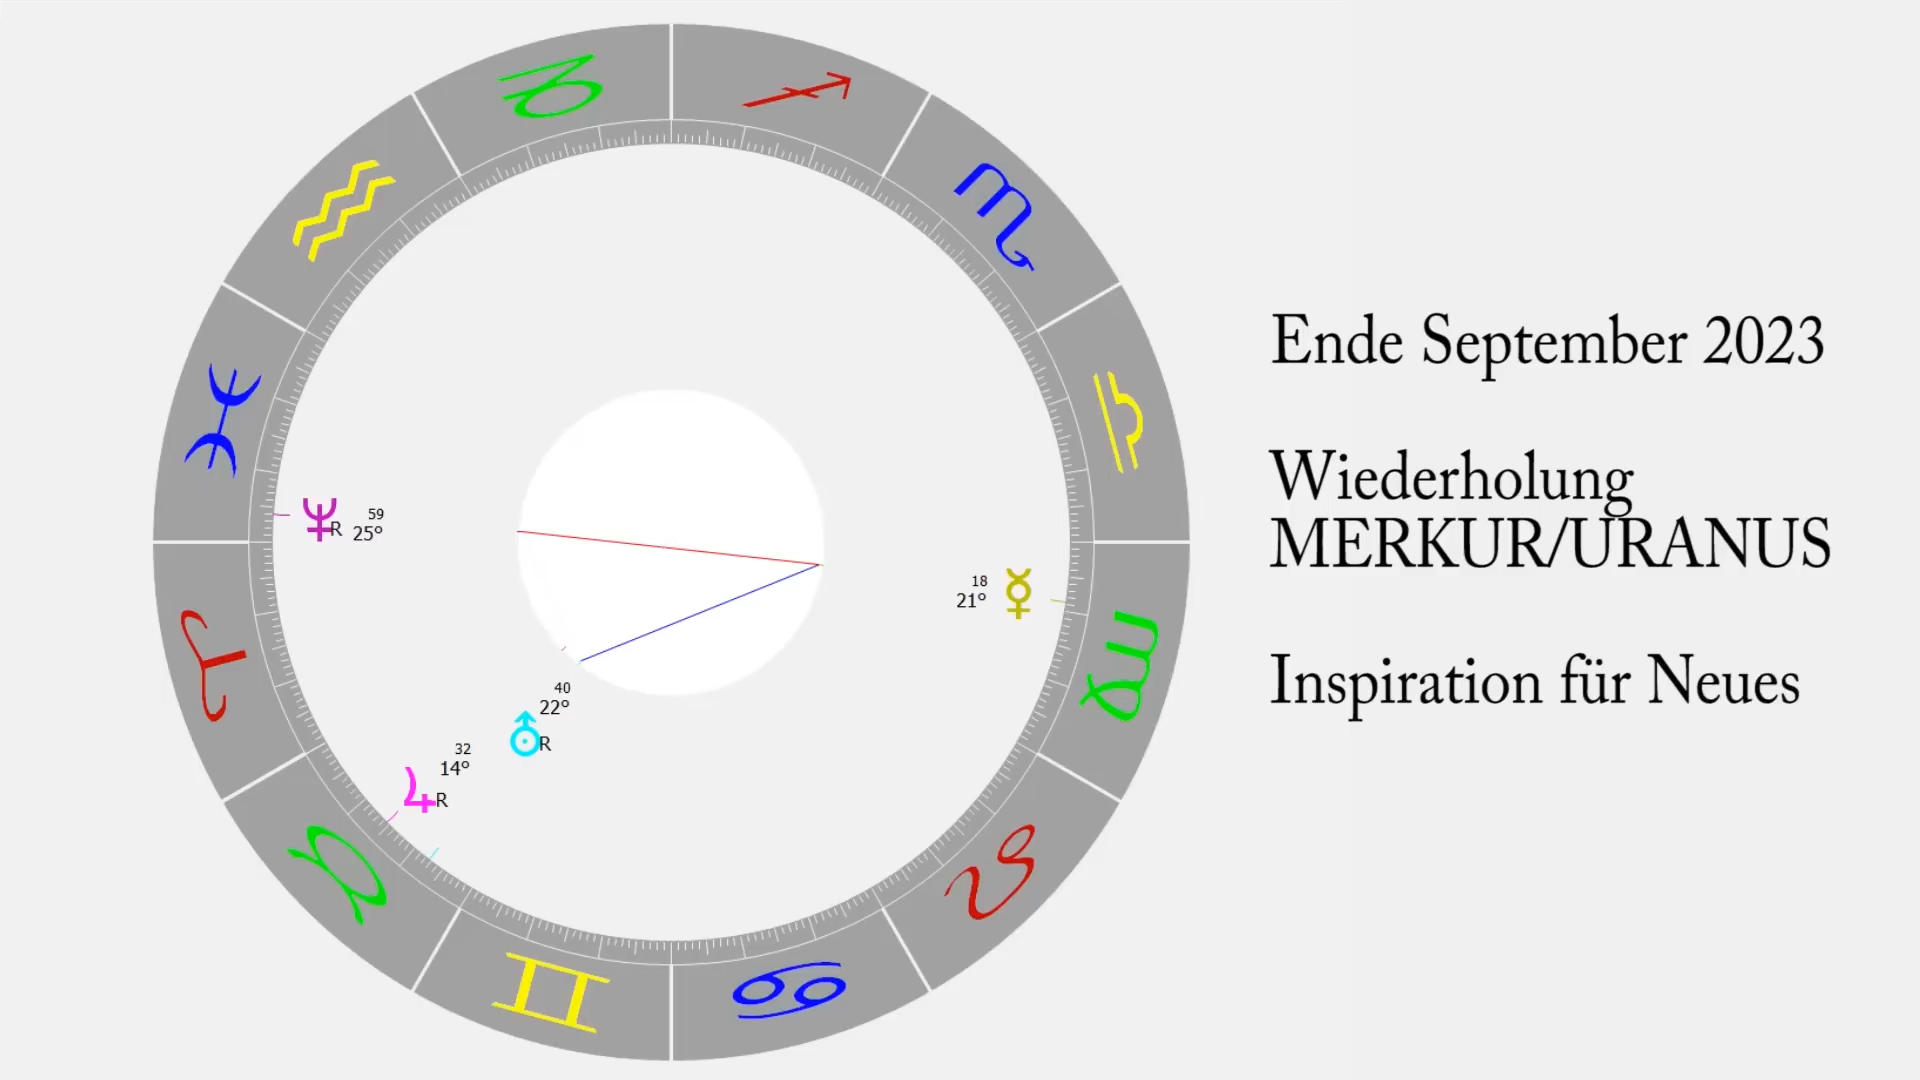 Ende September 2023
Wiederholung
MERKUR/URANUS
Inspiration für Neues
59
R 25°
18
21°
40
22°
R
32
14°
R